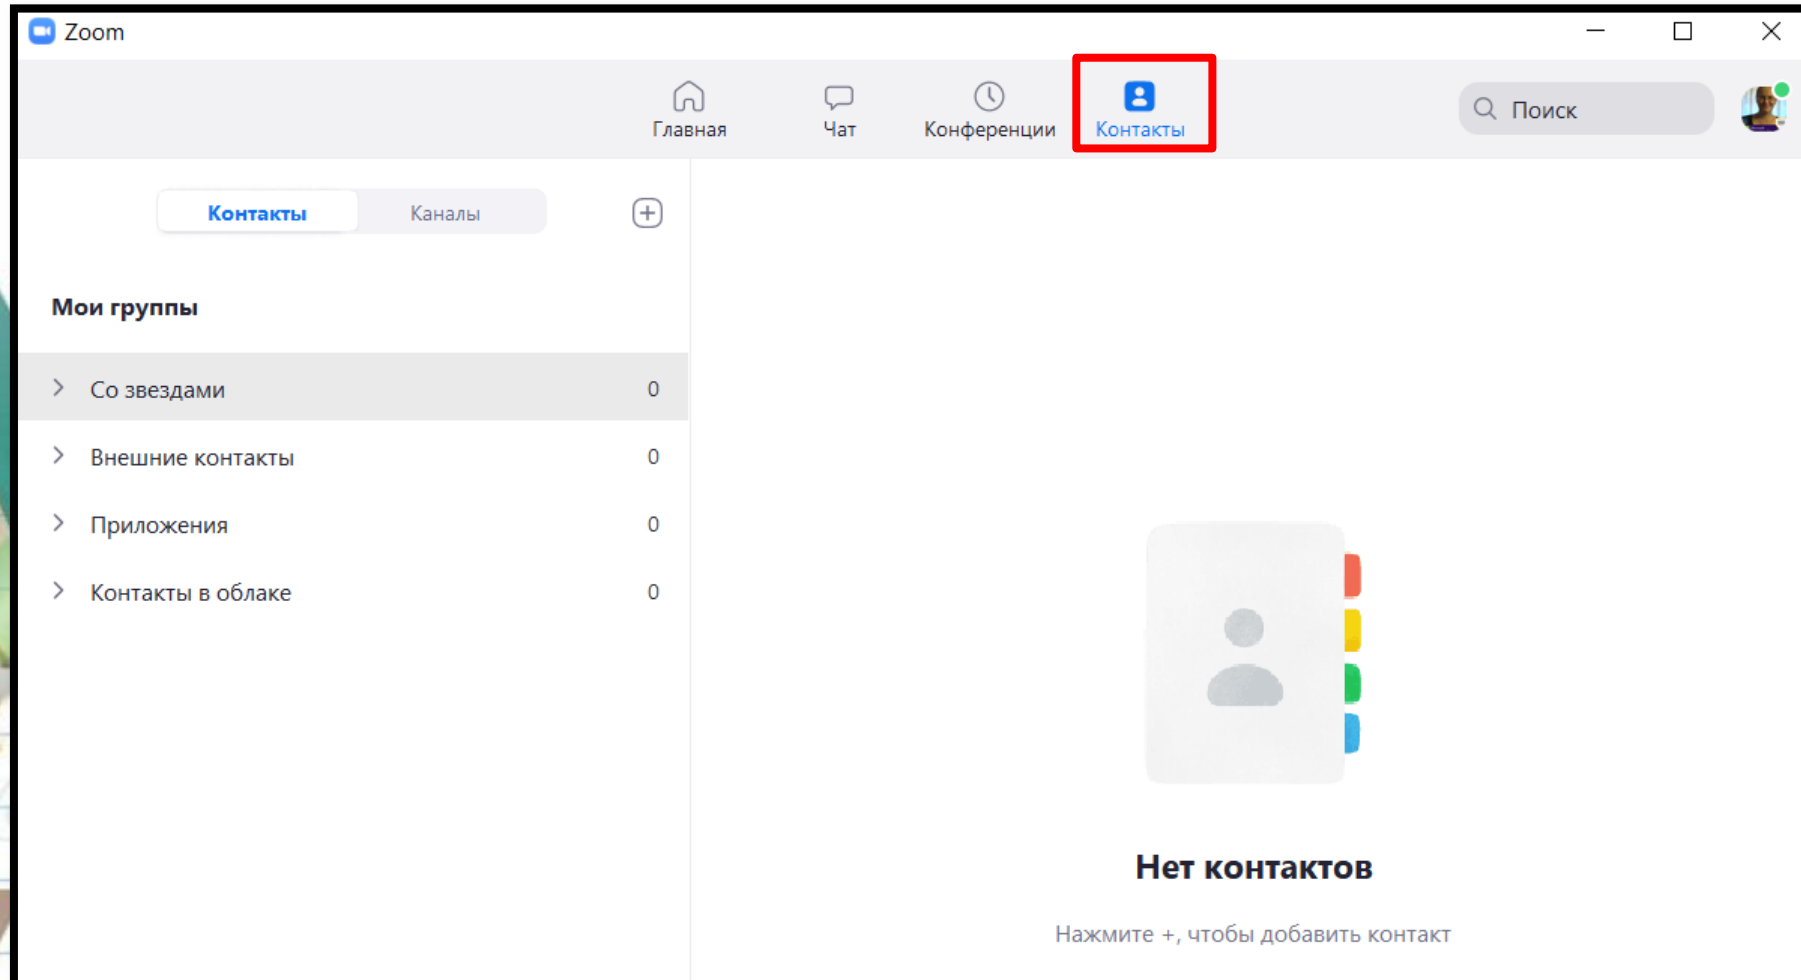 Zoom
Главная
Чат
Конференции
Контакты
Поиск
Контакты
Каналы
Мои группы
Со звездами 0
Внешние контакты 0
Приложения 0
Контакты в облаке 0
Нет контактов
Нажмите +, чтобы добавить контакт